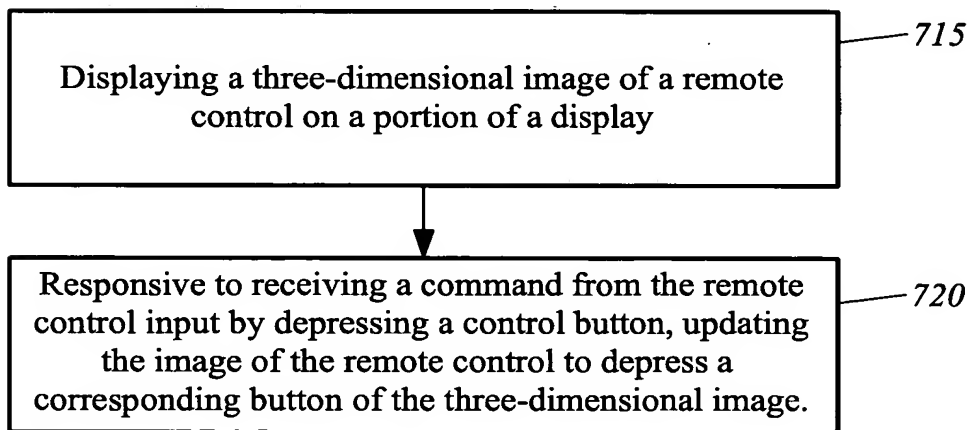 715
Displaying a three-dimensional image of a remote
control on a portion of a display
Responsive to receiving a command from the remote
control input by depressing a control button, updating
the image of the remote control to depress a
corresponding button of the three-dimensional image.
720